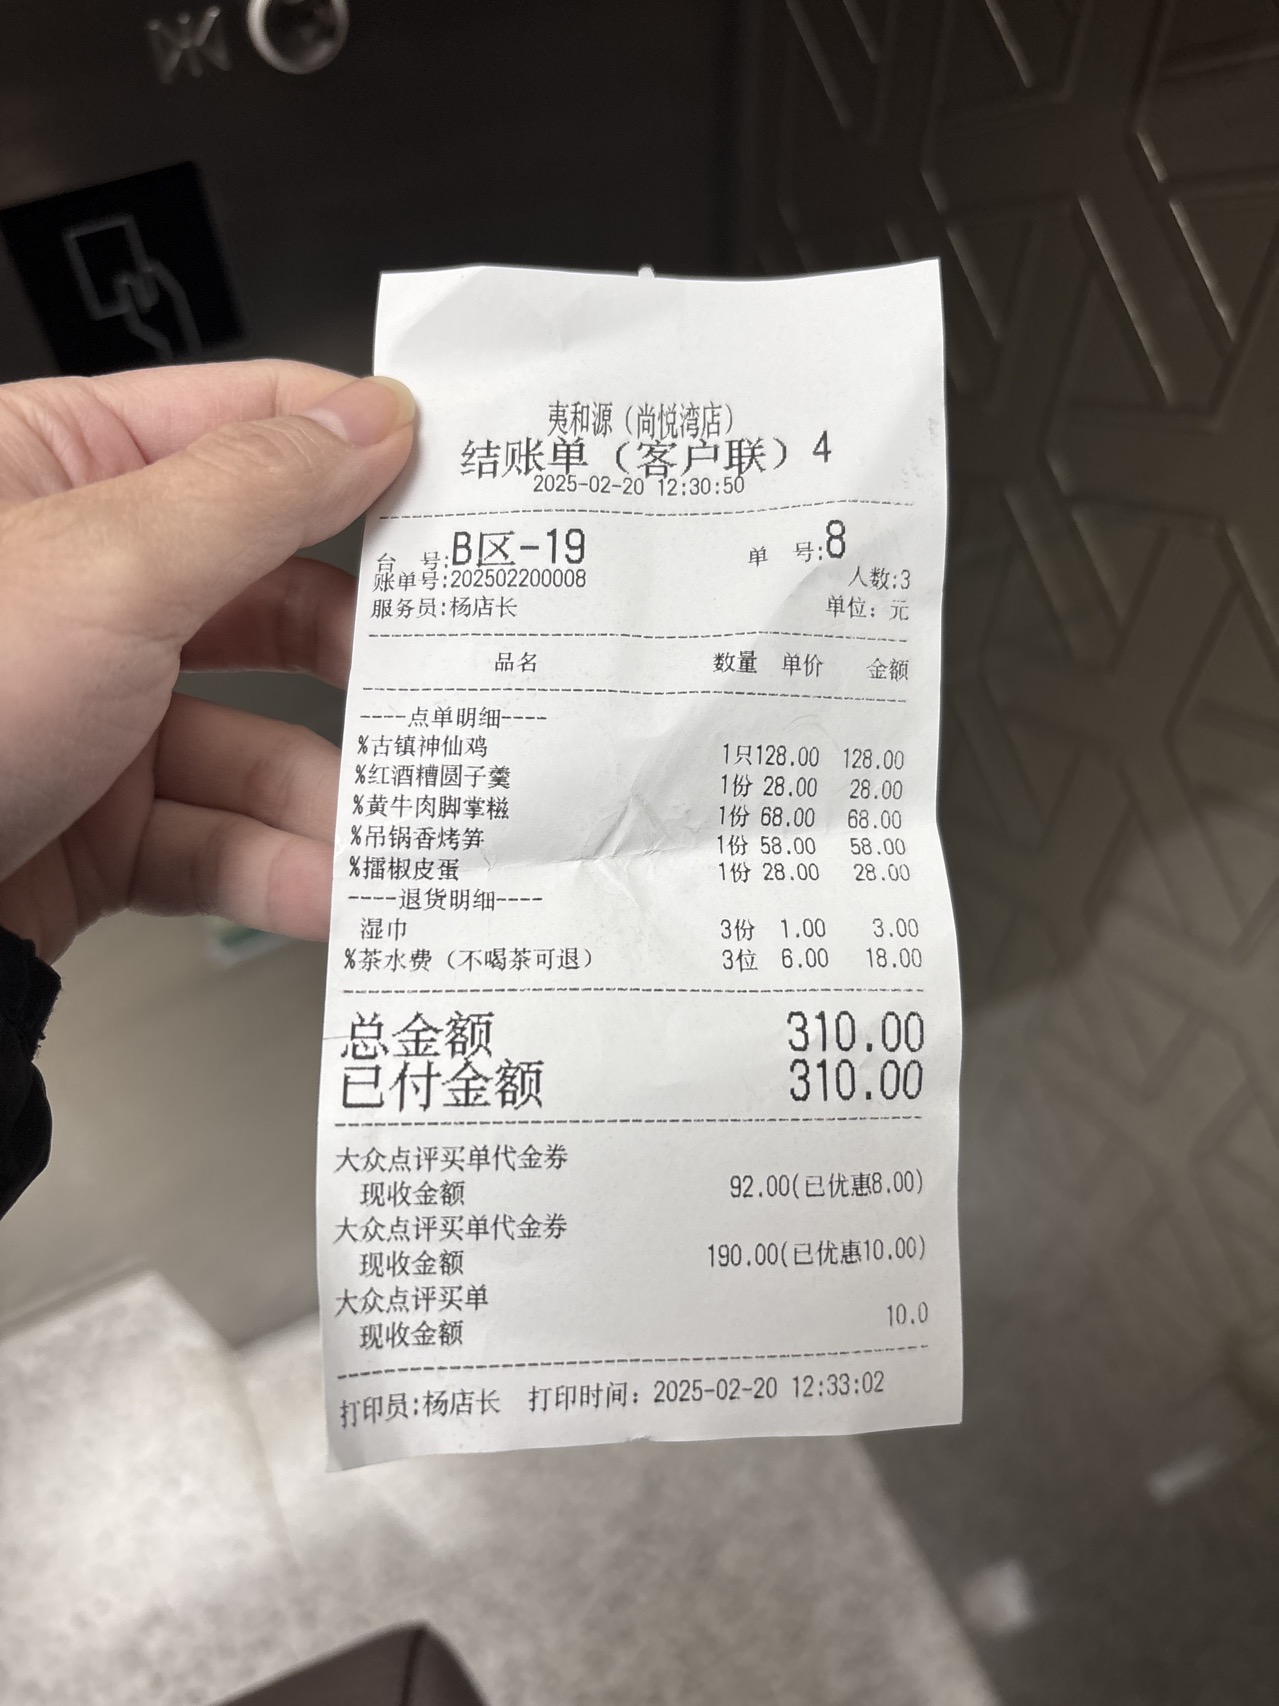 夷和源（尚悦湾店）
结账单（客户联）4
2025-02-20 12:30:50
台 号:B区-19 单 号:8
账单号:202502200008 人数:3
服务员:杨店长 单位：元
品名 数量 单价 金额
----点单明细----
%古镇神仙鸡 1只128.00 128.00
%红酒糟圆子羹 1份 28.00 28.00
%黄牛肉脚掌糍 1份 68.00 68.00
%吊锅香烤笋 1份 58.00 58.00
%擂椒皮蛋 1份 28.00 28.00
----退货明细----
湿巾 3份 1.00 3.00
%茶水费（不喝茶可退） 3位 6.00 18.00
总金额 310.00
已付金额 310.00
大众点评买单代金券
现收金额 92.00(已优惠8.00)
大众点评买单代金券
现收金额 190.00(已优惠10.00)
大众点评买单
现收金额 10.0
打印员:杨店长 打印时间：2025-02-20 12:33:02